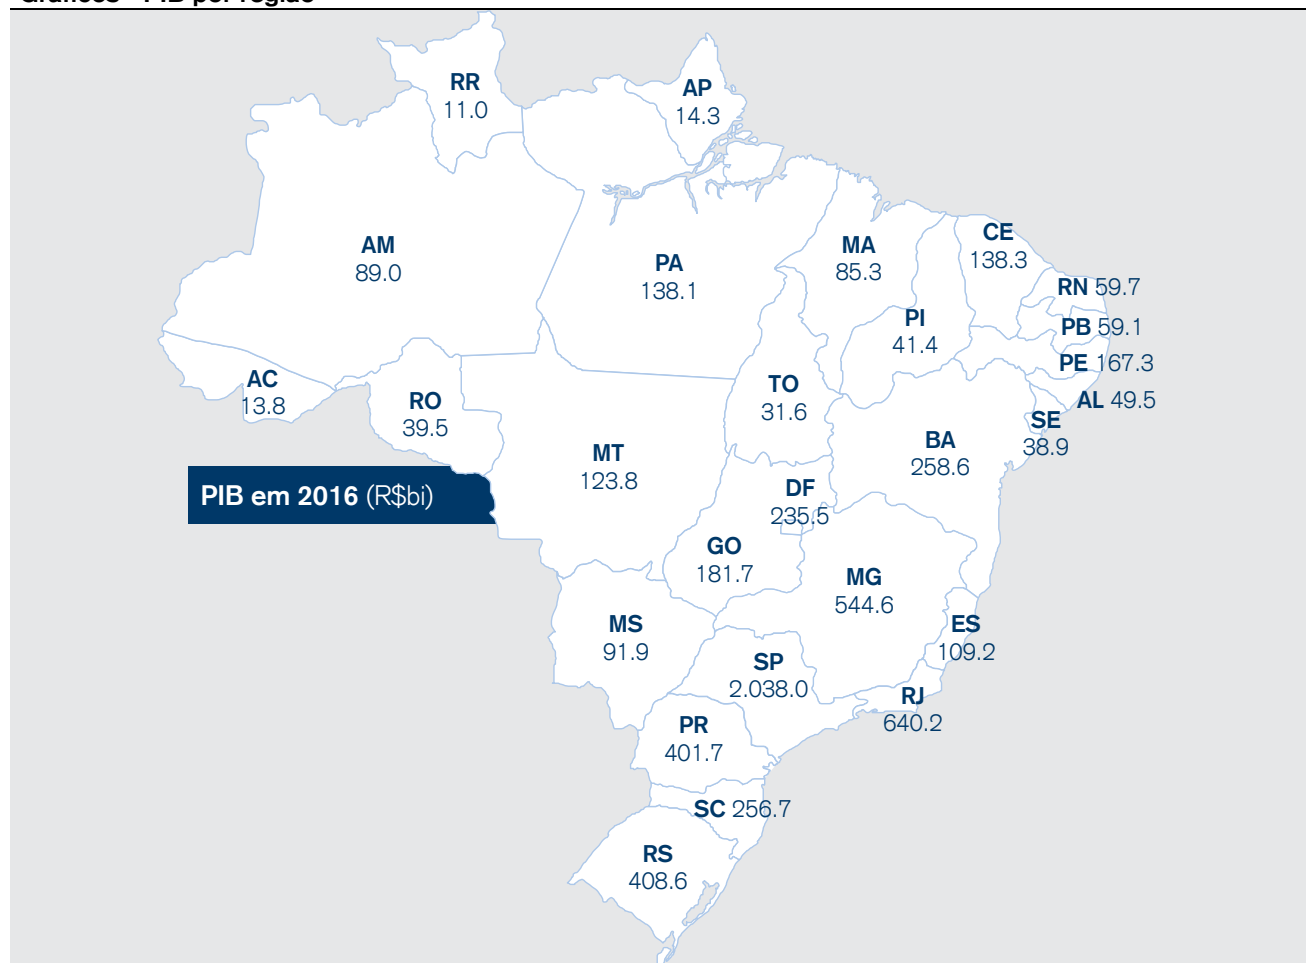 Gráficos - PIB por região
RR
11.0
AP
14.3
AM
89.0
PA
138.1
MA
85.3
CE
138.3
RN 59.7
PI
41.4
PB 59.1
PE 167.3
AC
13.8
RO
39.5
TO
31.6
AL 49.5
SE
38.9
MT
123.8
BA
258.6
PIB em 2016 (R$bi)
DF
235.5
GO
181.7
MG
544.6
MS
91.9
ES
109.2
SP
2.038.0
RJ
640.2
PR
401.7
SC 256.7
RS
408.6